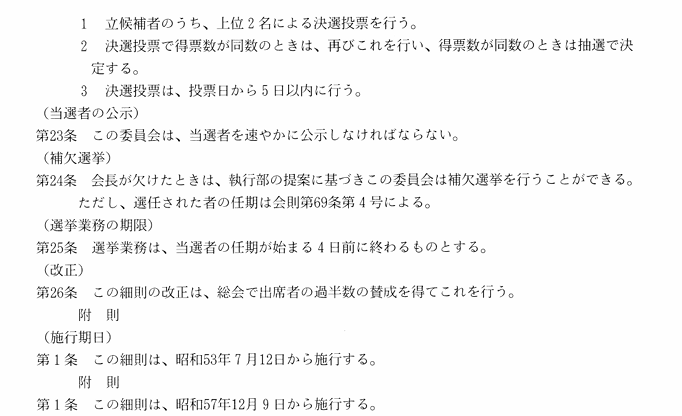 1　立候補者のうち、上位2名による決選投票を行う。
2　決選投票で得票数が同数のときは、再びこれを行い、得票数が同数のときは抽選で決
定する。
3　決選投票は、投票日から5日以内に行う。
（当選者の公示）
第23条　この委員会は、当選者を速やかに公示しなければならない。
（補欠選挙）
第24条　会長が欠けたときは、執行部の提案に基づきこの委員会は補欠選挙を行うことができる。
ただし、選任された者の任期は会則第69条第4号による。
（選挙業務の期限）
第25条　選挙業務は、当選者の任期が始まる4日前に終わるものとする。
（改正）
第26条　この細則の改正は、総会で出席者の過半数の賛成を得てこれを行う。
附　則
（施行期日）
第1条　この細則は、昭和53年7月12日から施行する。
附　則
第1条　この細則は、昭和57年12月9日から施行する。